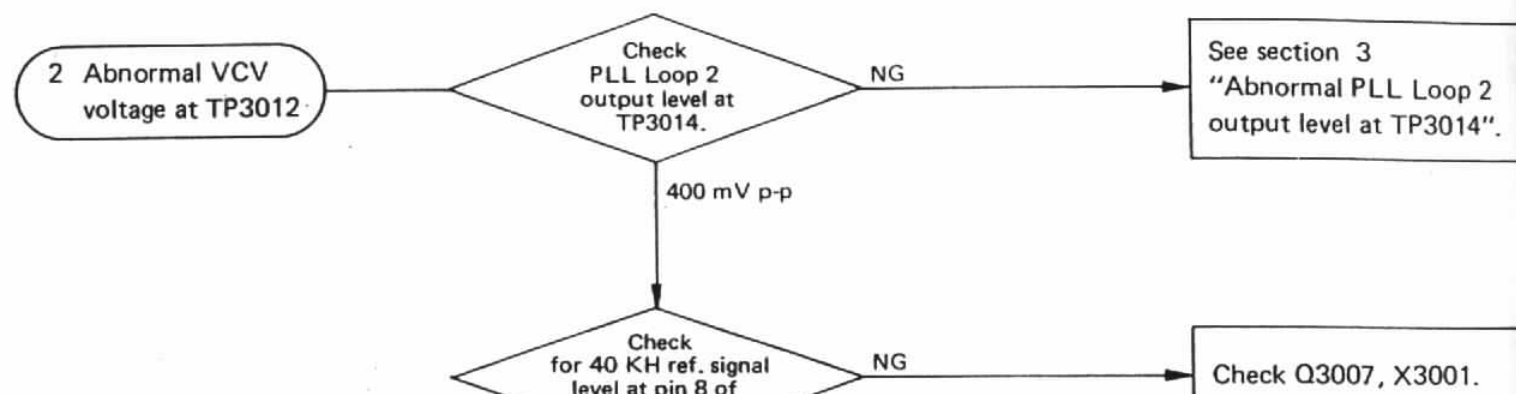 2 Abnormal VCV
voltage at TP3012
Check
PLL Loop 2
output level at
TP3014.
NG
See section 3
"Abnormal PLL Loop 2
output level at TP3014".
400 mV p-p
Check
for 40 KH ref. signal
level at pin 8 of
NG
Check Q3007, X3001.